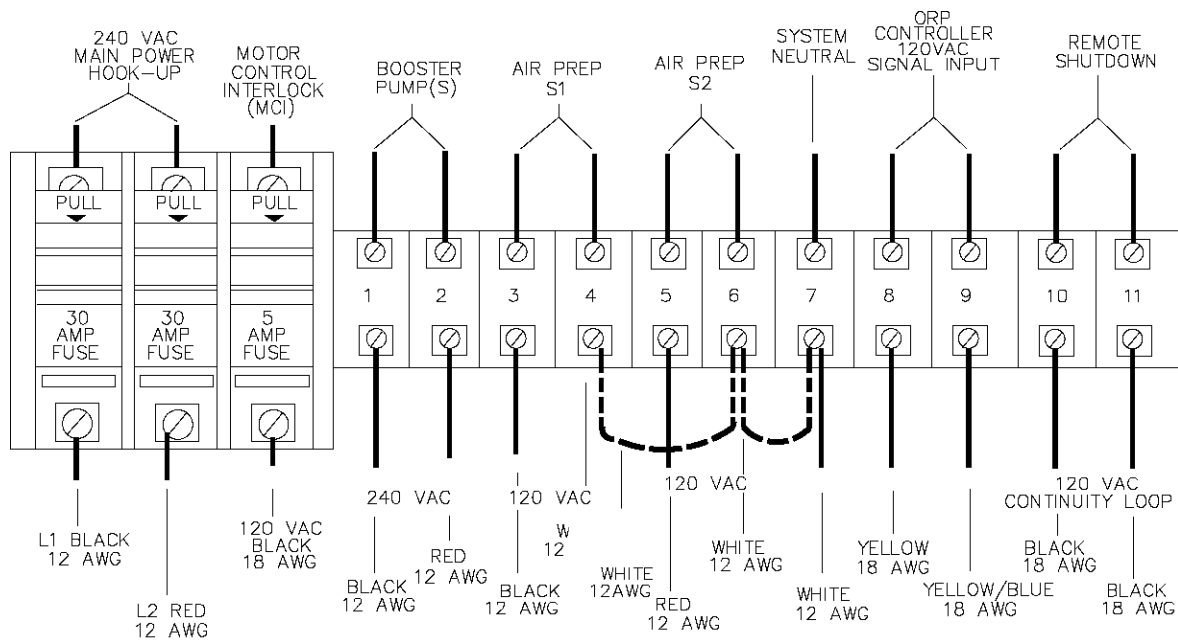 240 VAC
MAIN POWER
HOOK-UP
MOTOR
CONTROL
INTERLOCK
(MCI)
BOOSTER
PUMP(S)
AIR PREP
S1
AIR PREP
S2
SYSTEM
NEUTRAL
ORP
CONTROLLER
120VAC
SIGNAL INPUT
REMOTE
SHUTDOWN
PULL
PULL
PULL
30
AMP
FUSE
30
AMP
FUSE
5
AMP
FUSE
1
2
3
4
5
6
7
8
9
10
11
L1 BLACK
12 AWG
L2 RED
12 AWG
120 VAC
BLACK
18 AWG
240 VAC
BLACK
12 AWG
RED
12 AWG
120 VAC
BLACK
12 AWG
W
12
WHITE
12AWG
120 VAC
RED
12 AWG
WHITE
12 AWG
WHITE
12 AWG
YELLOW
18 AWG
YELLOW/BLUE
18 AWG
120 VAC
CONTINUITY LOOP
BLACK
18 AWG
BLACK
18 AWG